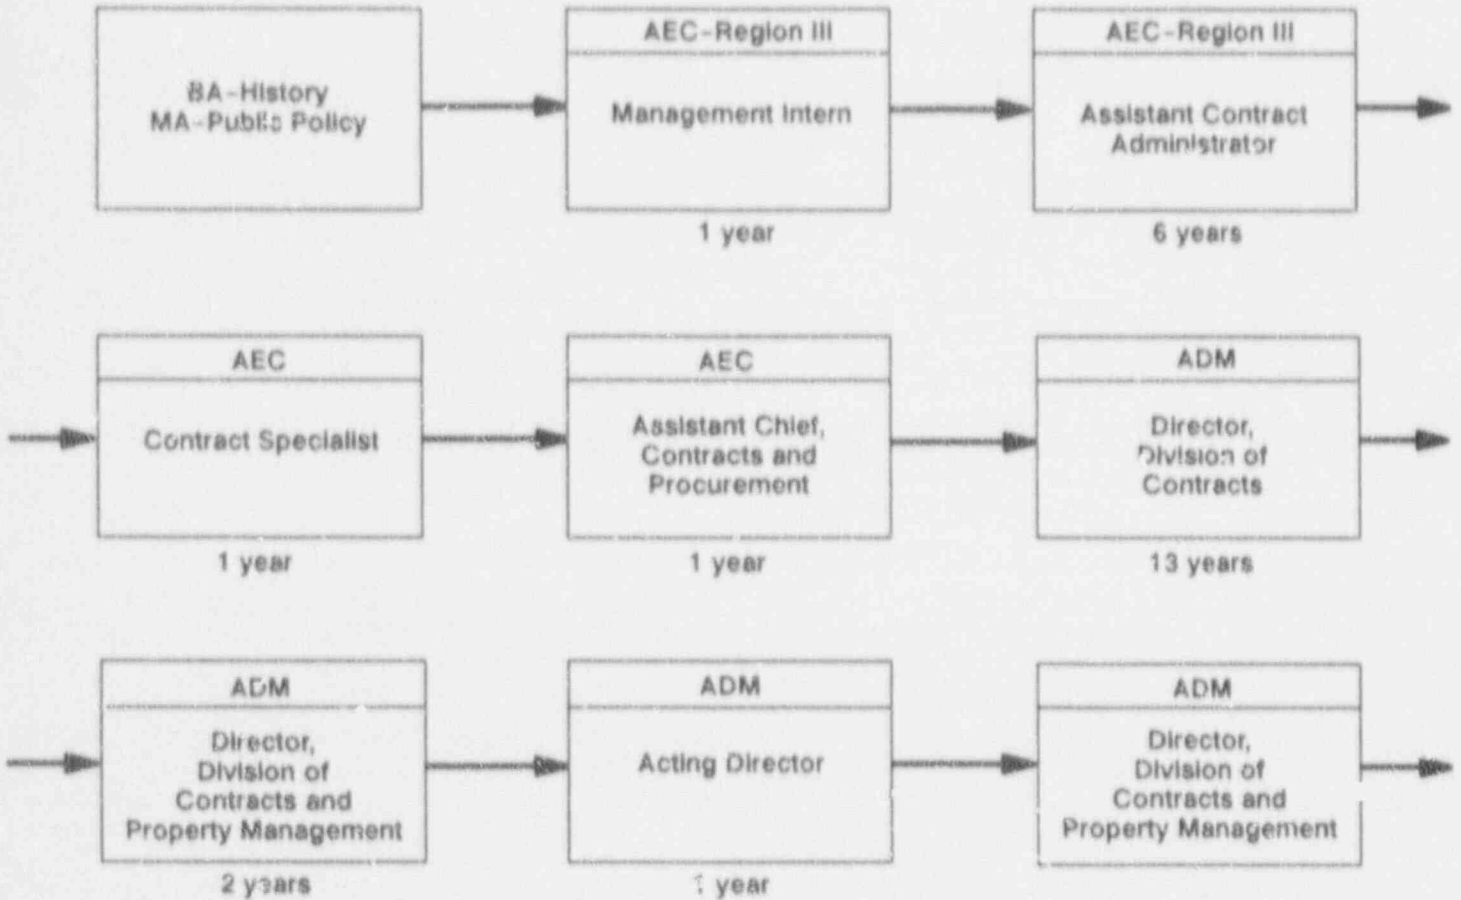 BA-History
MA-Public Policy
AEC-Region III
Management Intern
1 year
AEC-Region III
Assistant Contract
Administrator
6 years
AEC
Contract Specialist
1 year
AEC
Assistant Chief,
Contracts and
Procurement
1 year
ADM
Director,
Division of
Contracts
13 years
ADM
Director,
Division of
Contracts and
Property Management
2 years
ADM
Acting Director
1 year
ADM
Director,
Division of
Contracts and
Property Management